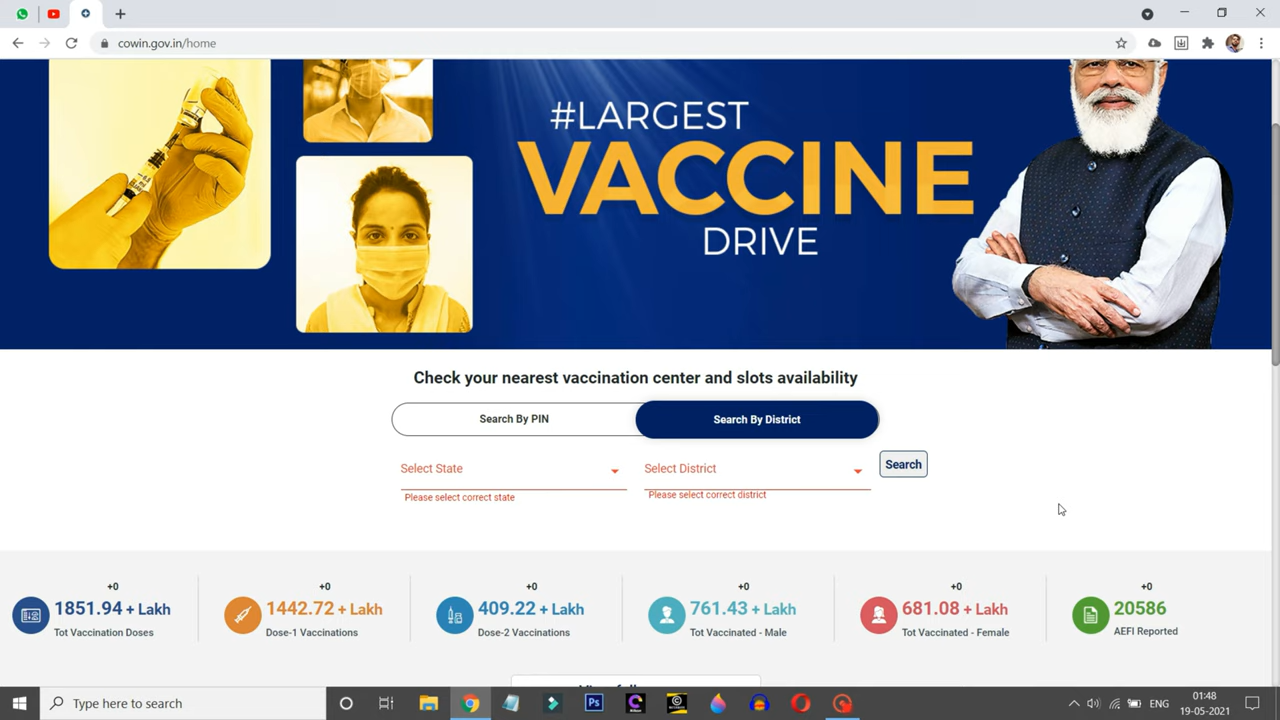 cowin.gov.in/home
#LARGEST
VACCINE
DRIVE
Check your nearest vaccination center and slots availability
Search By PIN
Search By District
Select State
Select District
Search
Please select correct state
Please select correct district
+0 +0 +0 +0 +0 +0
1851.94 + Lakh 1442.72 + Lakh 409.22 + Lakh 761.43 + Lakh 681.08 + Lakh 20586
Tot Vaccination Doses Dose-1 Vaccinations Dose-2 Vaccinations Tot Vaccinated - Male Tot Vaccinated - Female AEFI Reported
Type here to search
Ps
ENG
01:48
19-05-2021